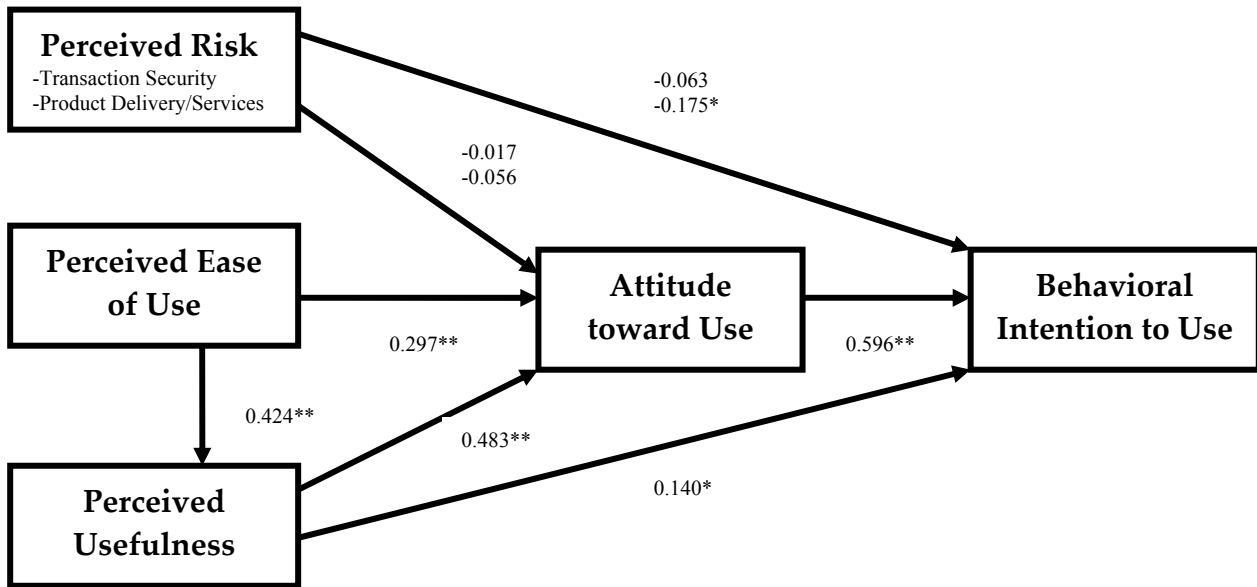 Perceived Risk
-Transaction Security
-Product Delivery/Services
-0.063
-0.175*
-0.017
-0.056
Perceived Ease
of Use
Attitude
toward Use
Behavioral
Intention to Use
0.297**
0.596**
0.424**
0.483**
0.140*
Perceived
Usefulness